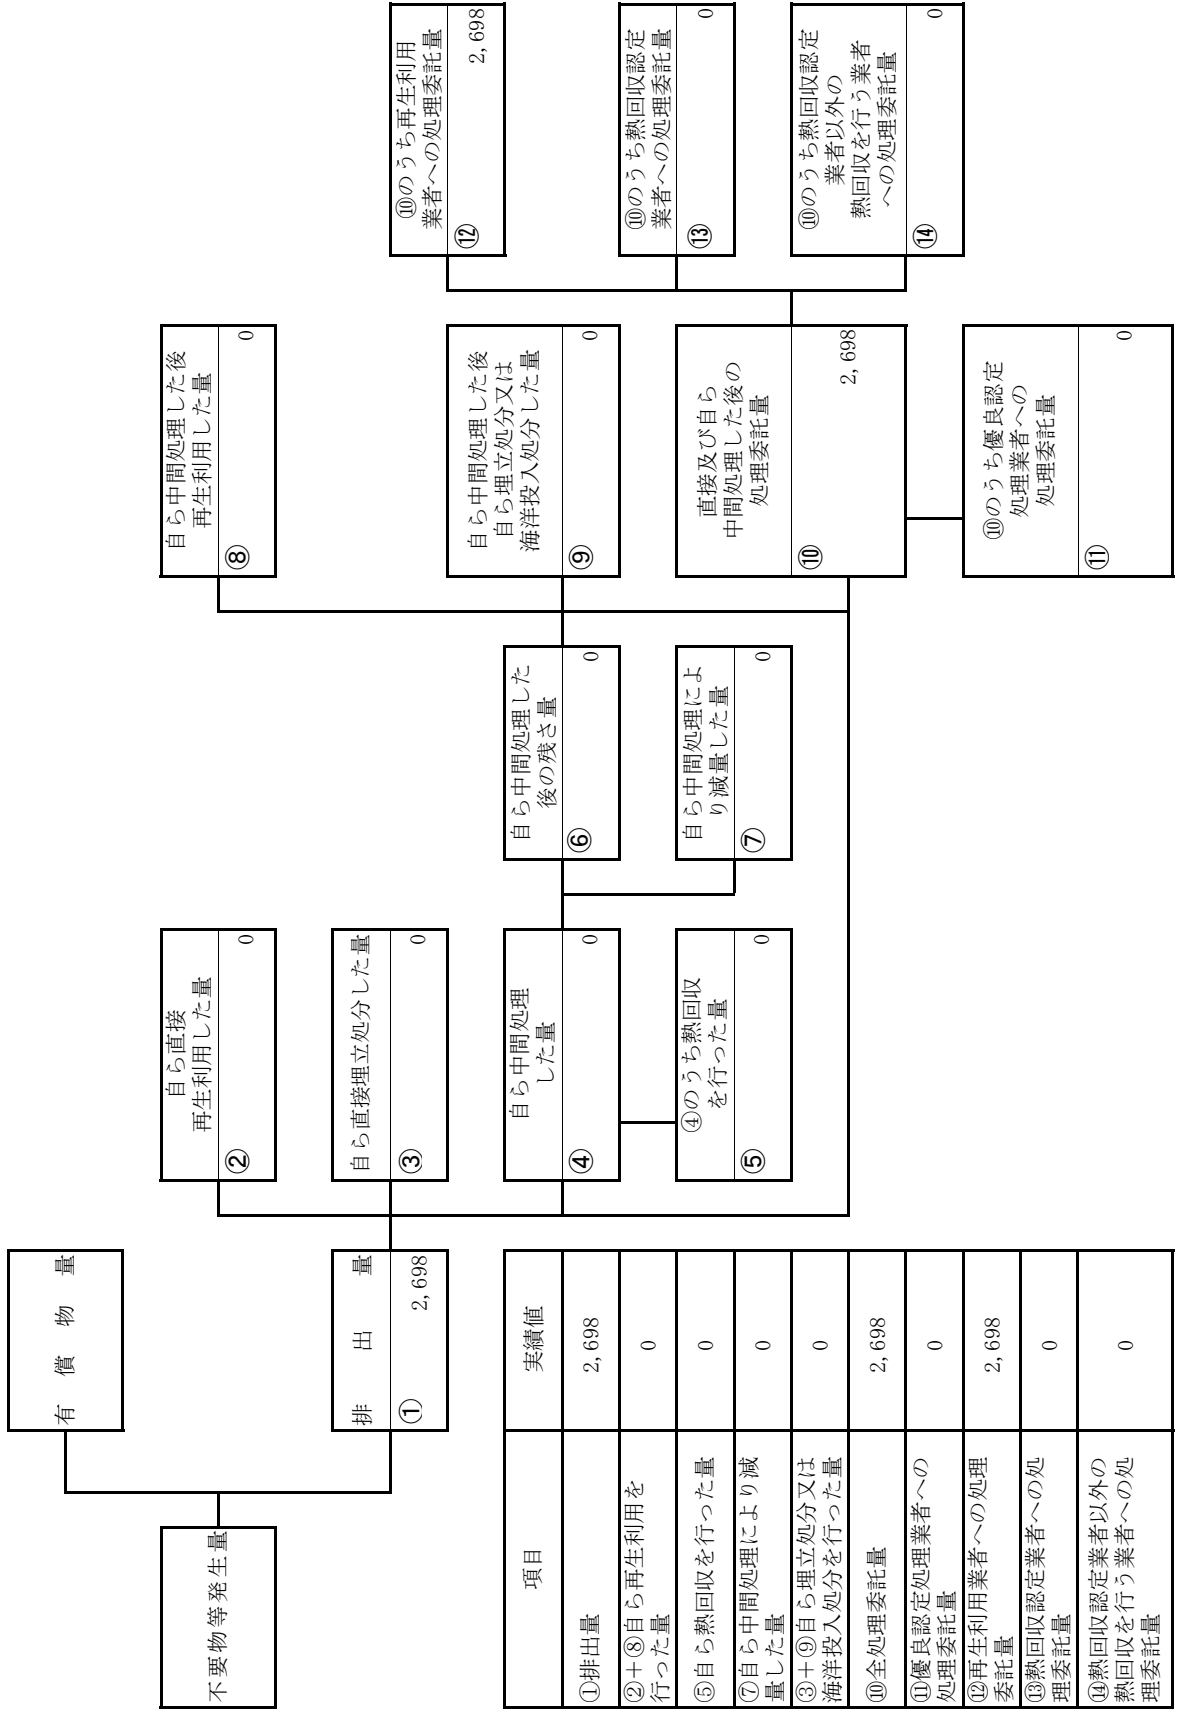 不要物等発生量
有 償 物 量
排 出 量
① 2,698
自ら直接
再生利用した量
② 0
自ら直接埋立処分した量
③ 0
自ら中間処理
した量
④ 0
④のうち熱回収
を行った量
⑤ 0
自ら中間処理した
後の残さ量
⑥ 0
自ら中間処理によ
り減量した量
⑦ 0
自ら中間処理した後
再生利用した量
⑧ 0
自ら中間処理した後
自ら埋立処分又は
海洋投入処分した量
⑨ 0
直接及び自ら
中間処理した後の
処理委託量
⑩ 2,698
⑩のうち優良認定
処理業者への
処理委託量
⑪ 0
⑩のうち再生利用
業者への処理委託量
⑫ 2,698
⑩のうち熱回収認定
業者への処理委託量
⑬ 0
⑩のうち熱回収認定
業者以外の
熱回収を行う業者
への処理委託量
⑭ 0
項目 実績値
①排出量 2,698
②+⑧自ら再生利用を
行った量 0
⑤自ら熱回収を行った量 0
⑦自ら中間処理により減
量した量 0
③+⑨自ら埋立処分又は
海洋投入処分を行った量 0
⑩全処理委託量 2,698
⑪優良認定処理業者への
処理委託量 0
⑫再生利用業者への処理
委託量 2,698
⑬熱回収認定業者への処
理委託量 0
⑭熱回収認定業者以外の
熱回収を行う業者への処
理委託量 0